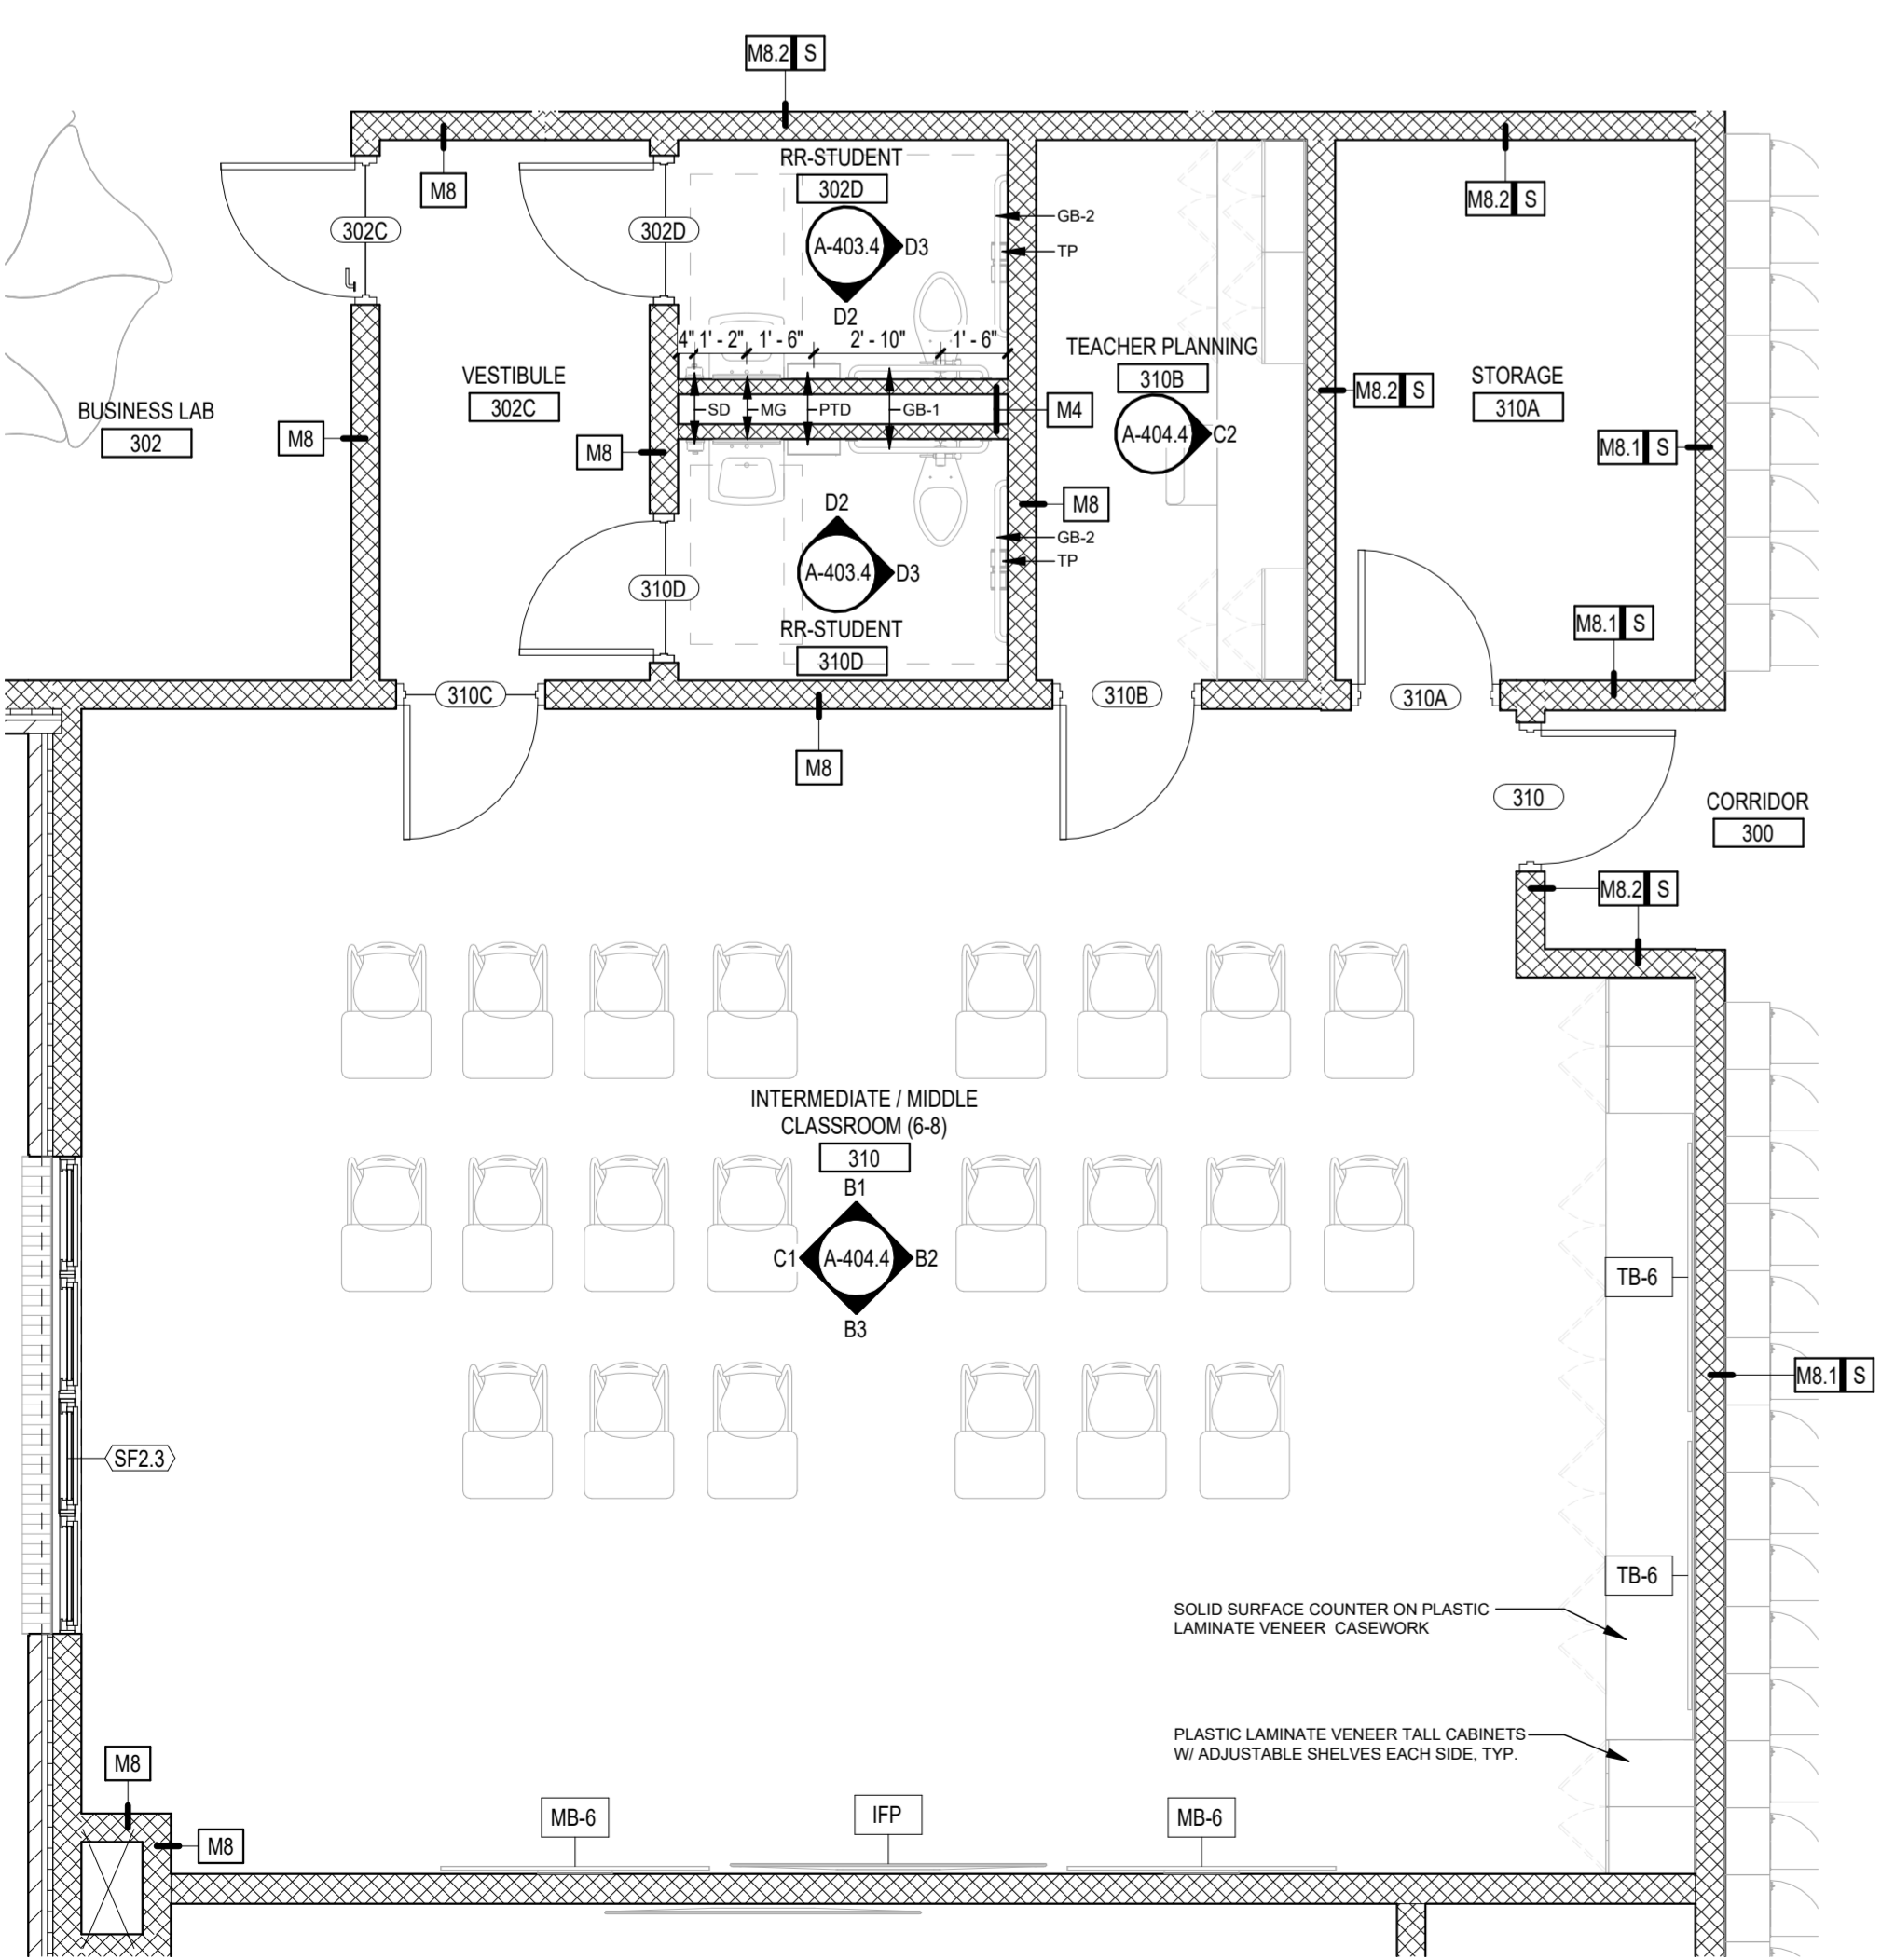 M8.2 S
RR-STUDENT
302D
M8
M8.2 S
302C
302D
GB-2
A-403.4
D3
TP
D2
4"
1' - 2"
1' - 6"
2' - 10"
1' - 6"
TEACHER PLANNING
310B
VESTIBULE
302C
STORAGE
310A
M8.2 S
BUSINESS LAB
302
SD
MG
PTD
GB-1
M4
A-404.4
C2
M8
M8
M8.1 S
D2
M8
GB-2
A-403.4
D3
TP
310D
RR-STUDENT
310D
M8.1 S
310C
310B
310A
M8
310
CORRIDOR
300
M8.2 S
INTERMEDIATE / MIDDLE
CLASSROOM (6-8)
310
B1
C1
A-404.4
B2
B3
TB-6
M8.1 S
SF2.3
TB-6
SOLID SURFACE COUNTER ON PLASTIC
LAMINATE VENEER CASEWORK
PLASTIC LAMINATE VENEER TALL CABINETS
W/ ADJUSTABLE SHELVES EACH SIDE, TYP.
M8
MB-6
IFP
MB-6
M8